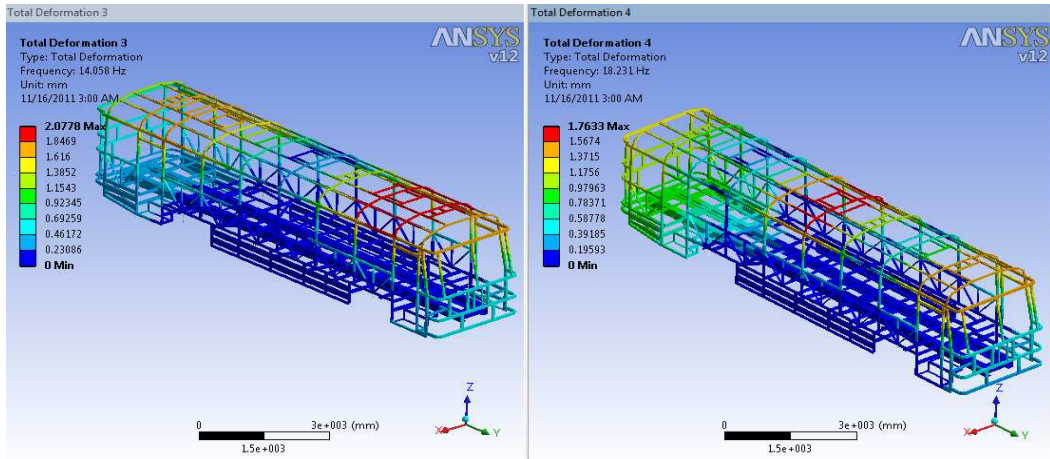 Total Deformation 3
Total Deformation 3
Type: Total Deformation
Frequency: 14.058 Hz
Unit: mm
11/16/2011 3:00 AM
ANSYS
v12
2.0778 Max
1.8469
1.616
1.3852
1.1543
0.92345
0.69259
0.46172
0.23086
0 Min
Z
X
Y
0 3e+003 (mm)
1.5e+003
Total Deformation 4
Total Deformation 4
Type: Total Deformation
Frequency: 18.231 Hz
Unit: mm
11/16/2011 3:00 AM
ANSYS
v12
1.7633 Max
1.5674
1.3715
1.1756
0.97963
0.78371
0.58778
0.39185
0.19593
0 Min
Z
X
Y
0 3e+003 (mm)
1.5e+003